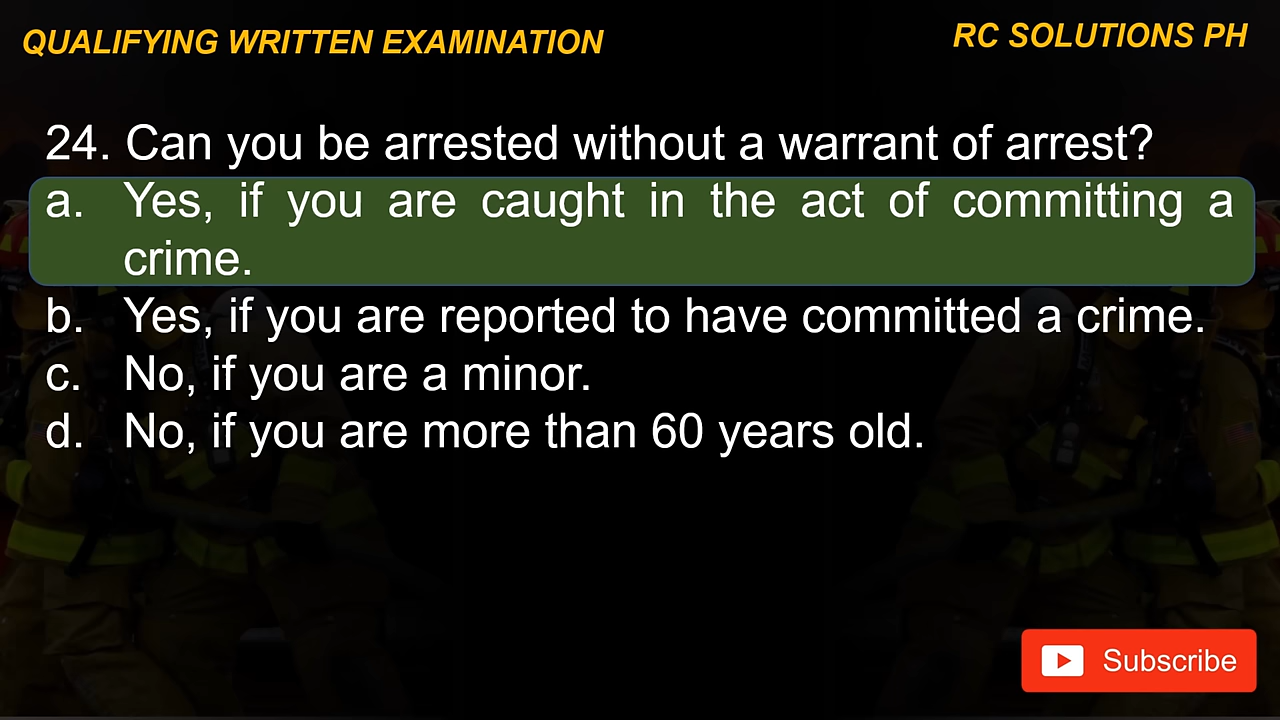 QUALIFYING WRITTEN EXAMINATION
RC SOLUTIONS PH
24. Can you be arrested without a warrant of arrest?
a. Yes, if you are caught in the act of committing a
crime.
b. Yes, if you are reported to have committed a crime.
c. No, if you are a minor.
d. No, if you are more than 60 years old.
Subscribe